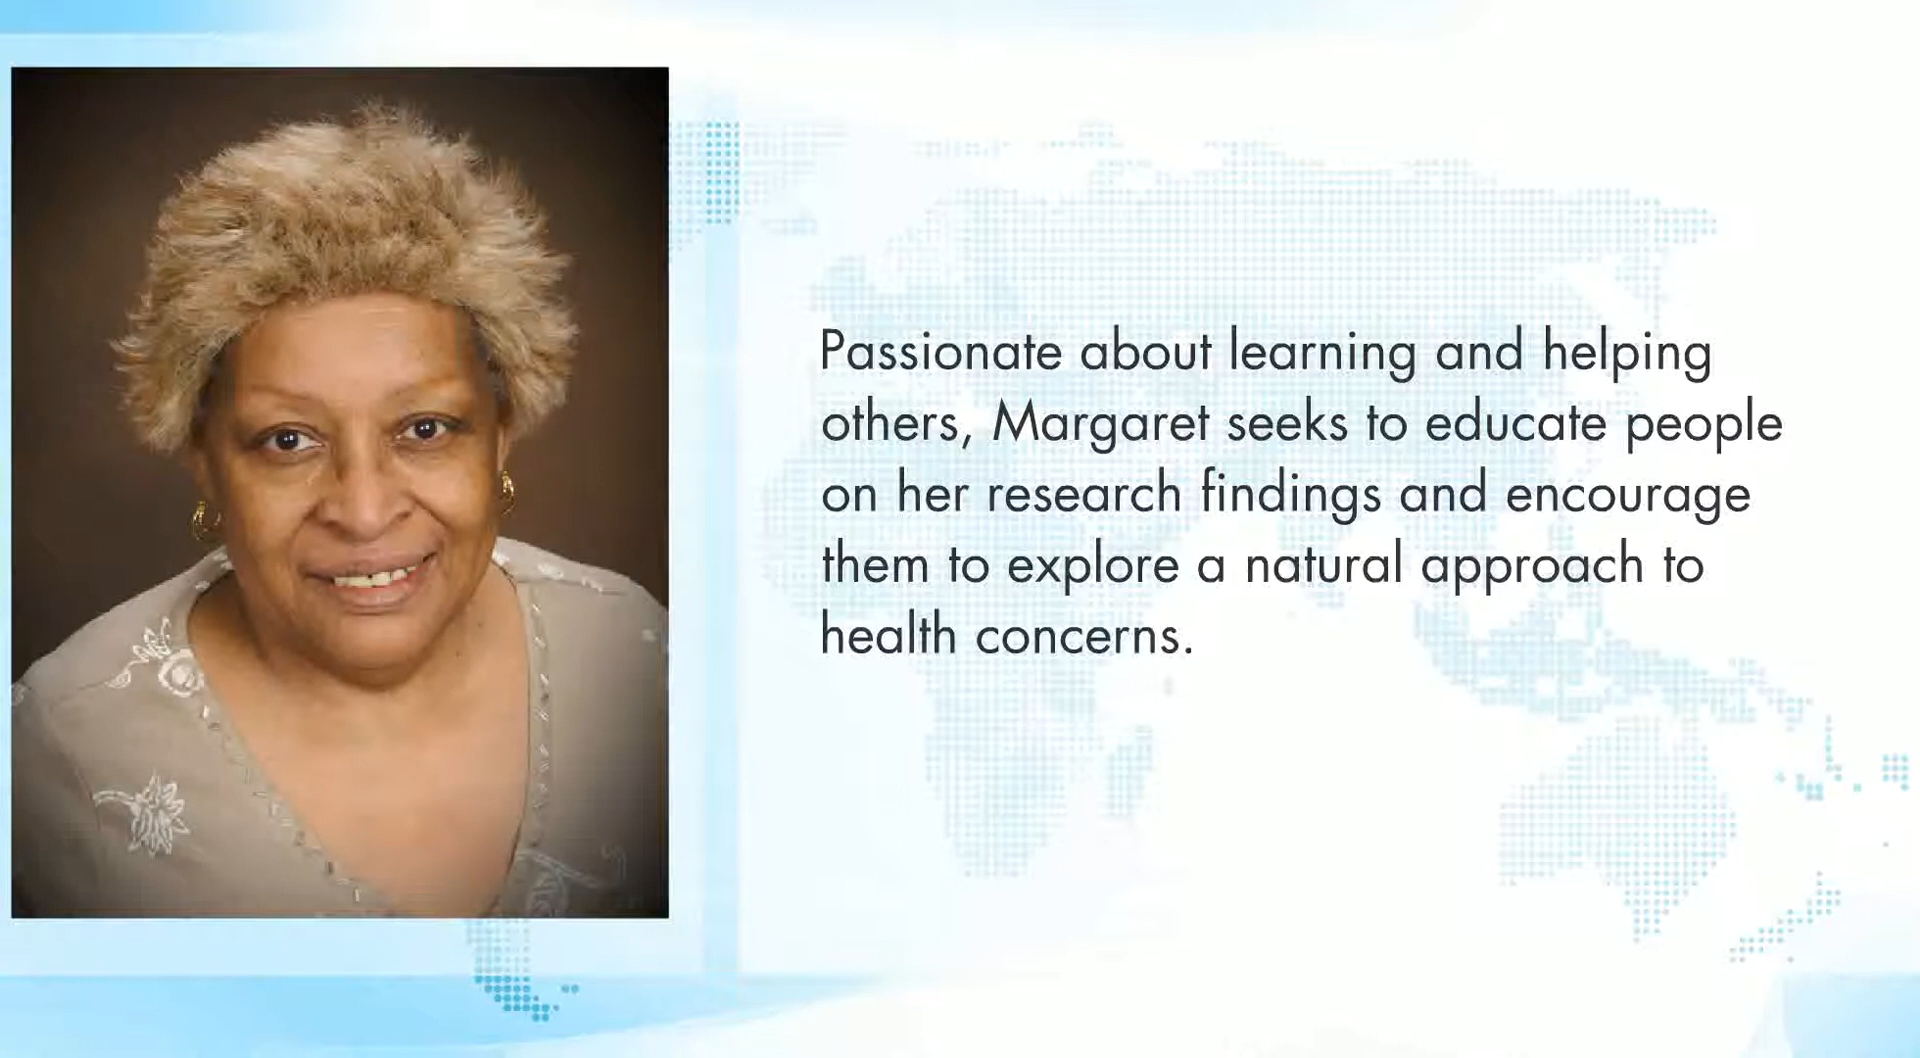 Passionate about learning and helping
others, Margaret seeks to educate people
on her research findings and encourage
them to explore a natural approach to
health concerns.